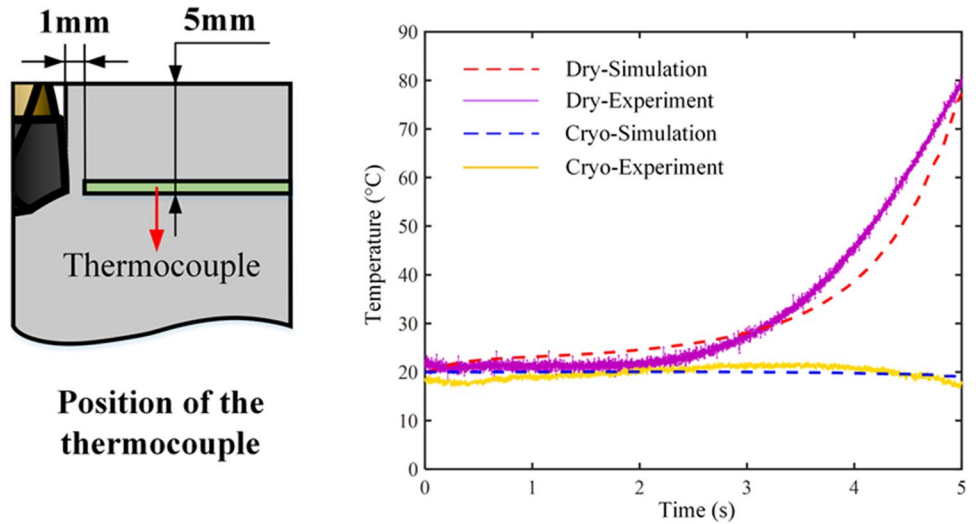 1mm
5mm
Thermocouple
Position of the
thermocouple
90
80
70
60
50
40
30
20
10
0
Temperature (°C)
Dry-Simulation
Dry-Experiment
Cryo-Simulation
Cryo-Experiment
0 1 2 3 4 5
Time (s)